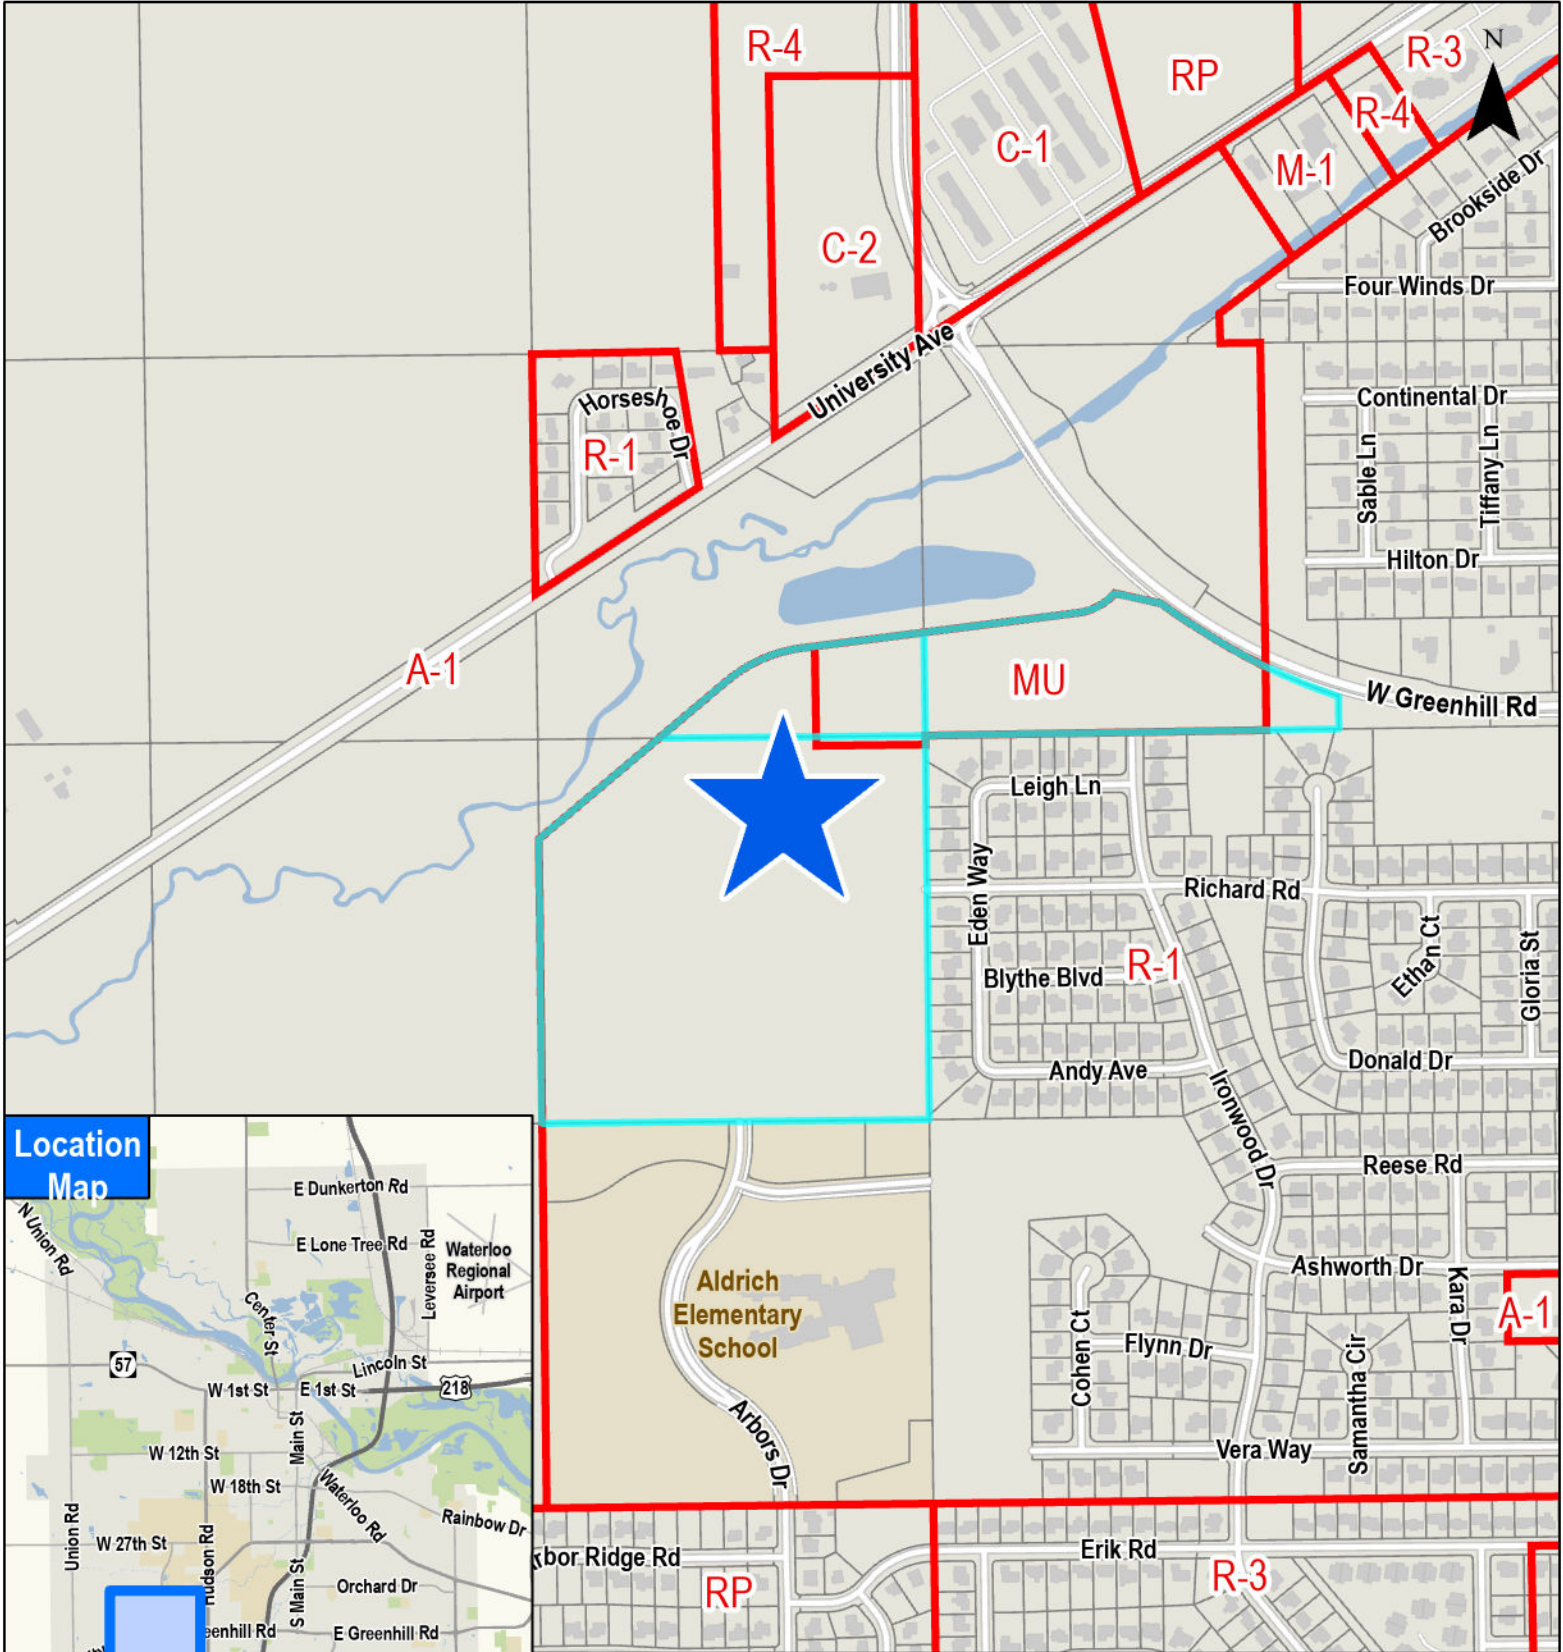 R-4
R-3
N
RP
R-4
C-1
M-1
Brookside Dr
C-2
Four Winds Dr
University Ave
Horseshoe Dr
R-1
Continental Dr
Sable Ln
Tiffany Ln
Hilton Dr
A-1
MU
W Greenhill Rd
Leigh Ln
Eden Way
Richard Rd
Ethan Ct
Gloria St
Blythe Blvd
R-1
Andy Ave
Donald Dr
Ironwood Dr
Reese Rd
Ashworth Dr
Kara Dr
A-1
Aldrich
Elementary
School
Cohen Ct
Flynn Dr
Samantha Cir
Arbors Dr
Vera Way
rbor Ridge Rd
Erik Rd
RP
R-3
Location
Map
N Union Rd
E Dunkerton Rd
E Lone Tree Rd
Leversee Rd
Waterloo
Regional
Airport
Center St
57
Lincoln St
W 1st St
E 1st St
218
Main St
W 12th St
W 18th St
Waterloo Rd
Rainbow Dr
Union Rd
W 27th St
Hudson Rd
S Main St
Orchard Dr
eenhill Rd
E Greenhill Rd